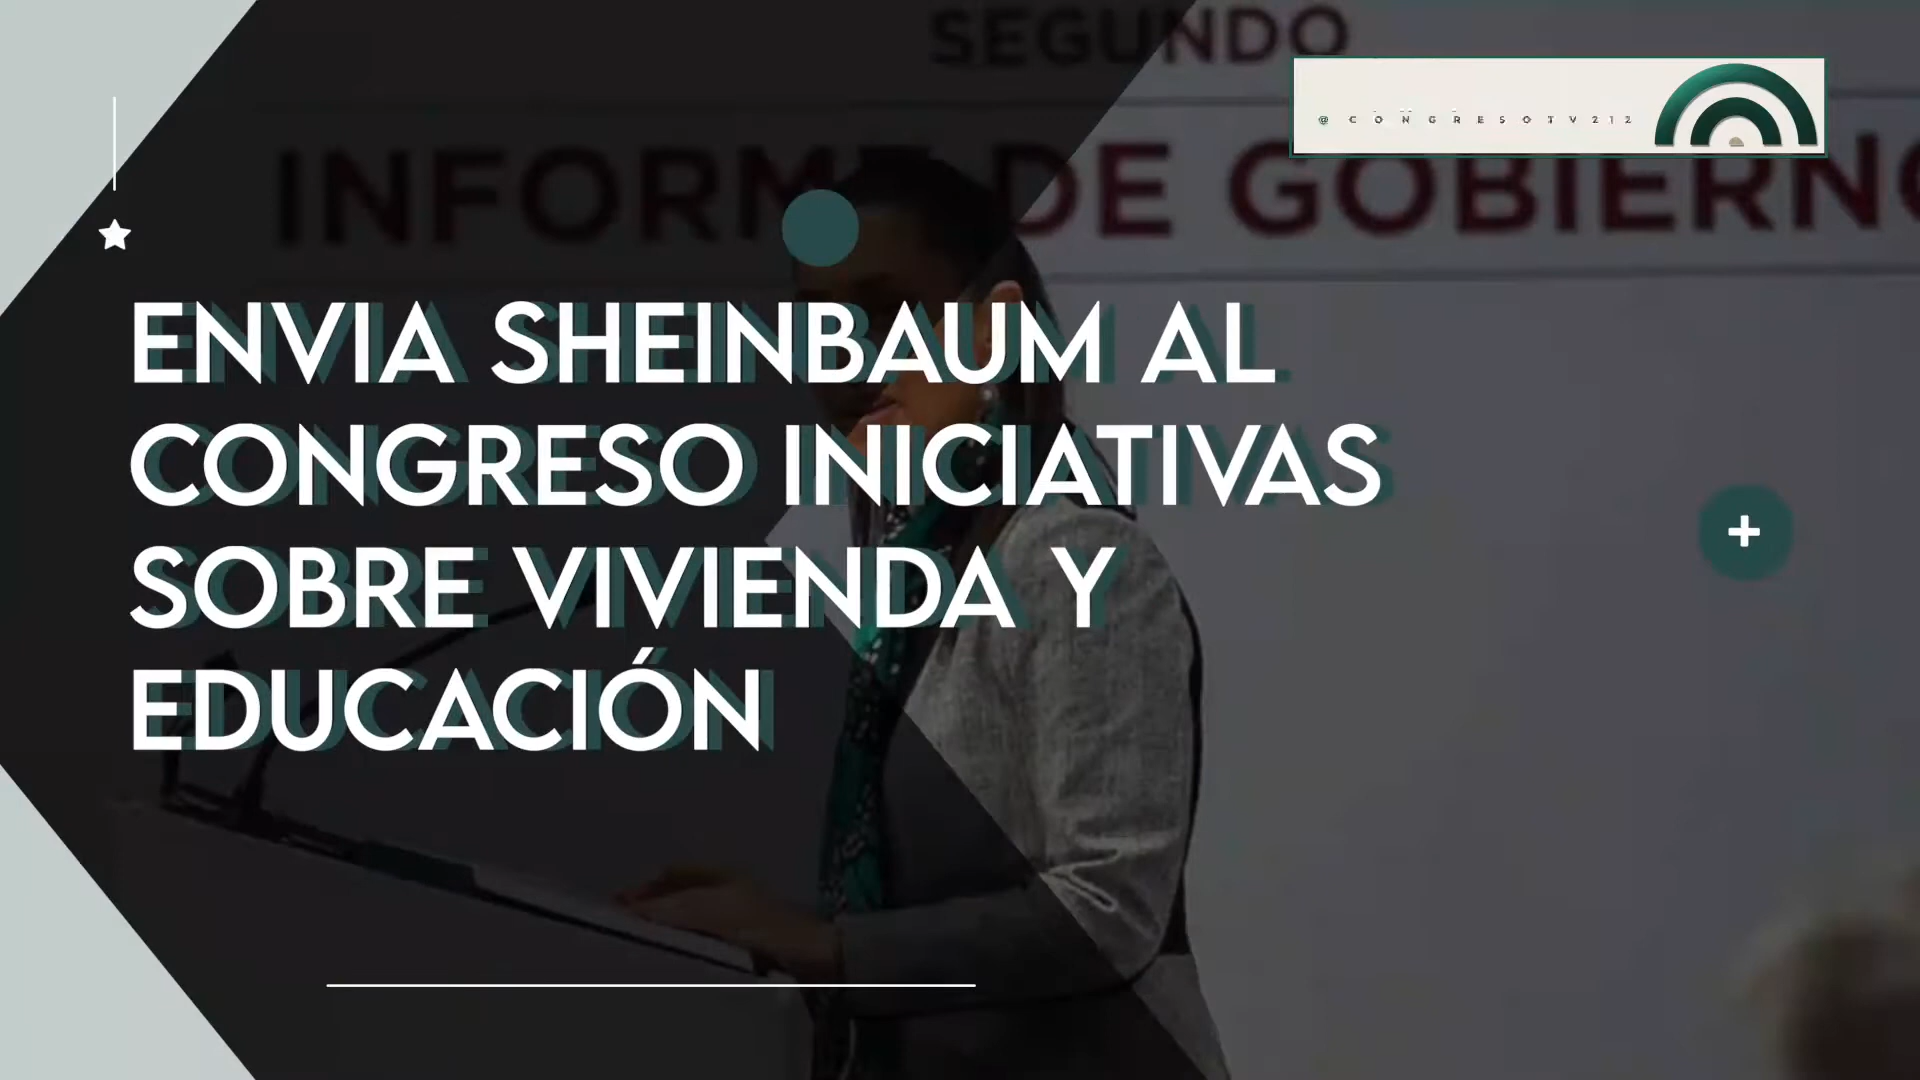 SEGUNDO
@CONGRESOTV212
INFORME DE GOBIERNO
ENVIA SHEINBAUM AL
CONGRESO INICIATIVAS
SOBRE VIVIENDA Y
EDUCACIÓN